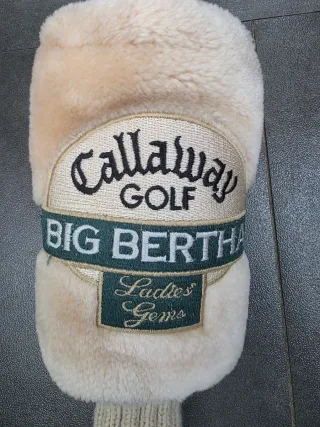 Callaway
GOLF
BIG BERTHA
Ladies'
Gems